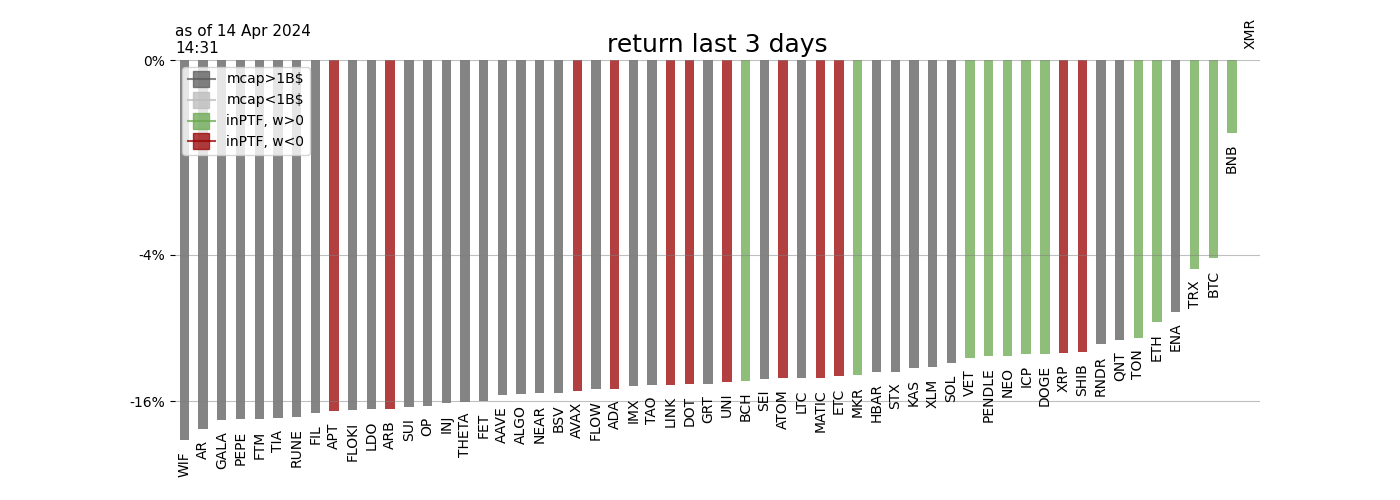 as of 14 Apr 2024
14:31
return last 3 days
XMR
0%
mcap>1B$
mcap<1B$
inPTF, w>0
inPTF, w<0
-4%
-16%
WIF
AR
GALA
PEPE
FTM
TIA
RUNE
FIL
APT
FLOKI
LDO
ARB
SUI
OP
INJ
THETA
FET
AAVE
ALGO
NEAR
BSV
AVAX
FLOW
ADA
IMX
TAO
LINK
DOT
GRT
UNI
BCH
SEI
ATOM
LTC
MATIC
ETC
MKR
HBAR
STX
KAS
XLM
SOL
VET
PENDLE
NEO
ICP
DOGE
XRP
SHIB
RNDR
QNT
TON
ETH
ENA
TRX
BTC
BNB